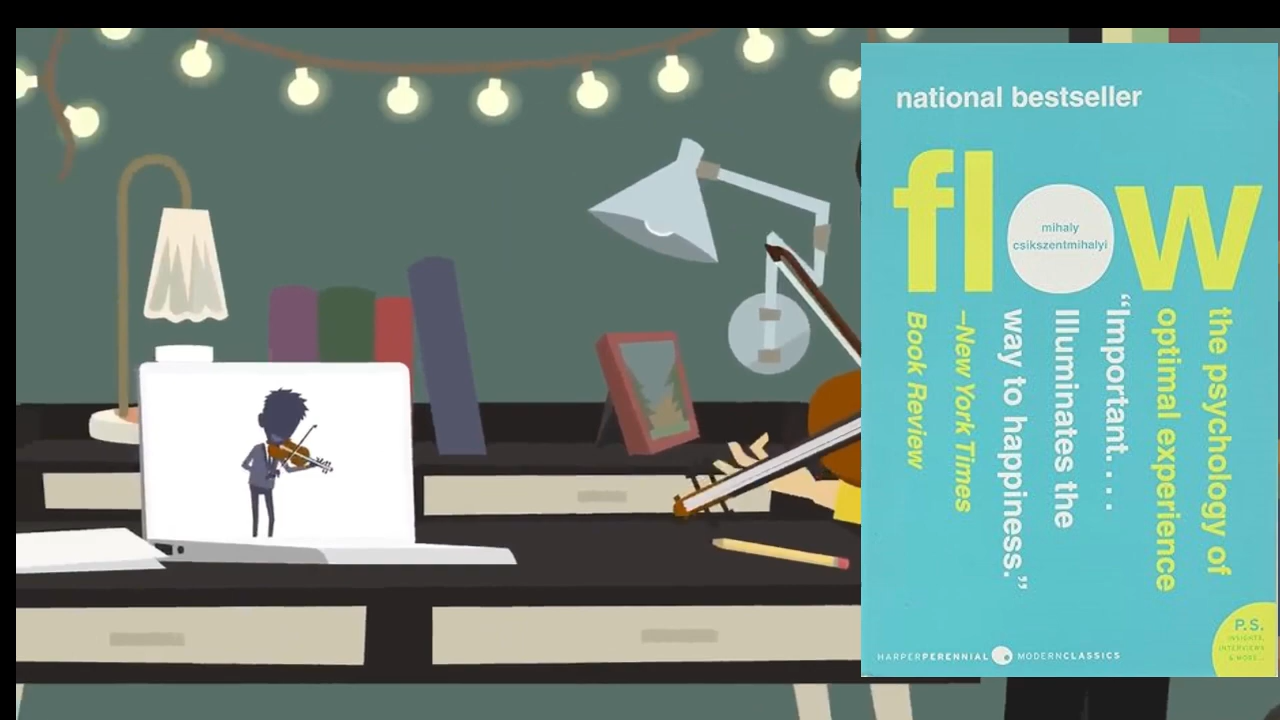 national bestseller
flow
mihaly
csikszentmihalyi
the psychology of
optimal experience
“Important. . . .
Illuminates the
way to happiness.”
—New York Times
Book Review
P.S.
INSIGHTS,
INTERVIEWS
& MORE...
HARPERPERENNIAL MODERNCLASSICS